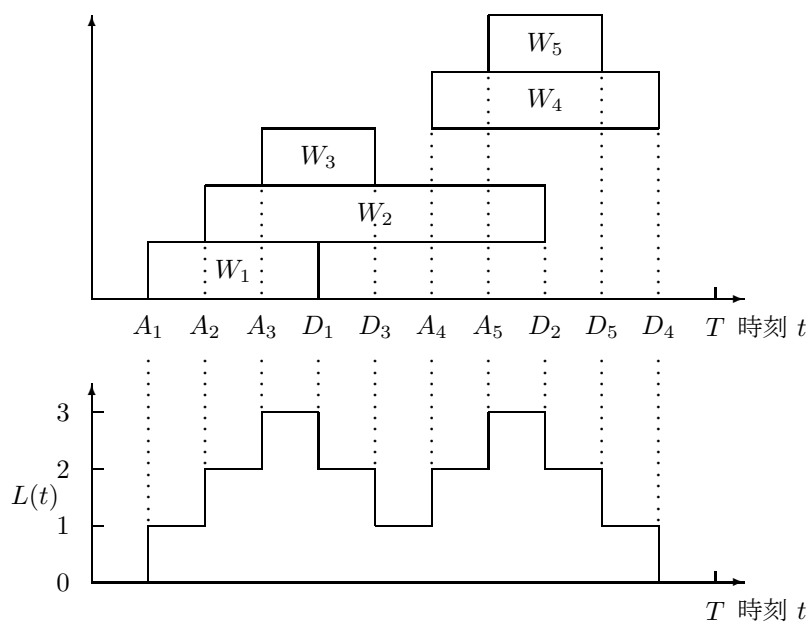 W₅
W₄
W₃
W₂
W₁
A₁ A₂ A₃ D₁ D₃ A₄ A₅ D₂ D₅ D₄ T 時刻 t
3
2
L(t)
1
0
T 時刻 t